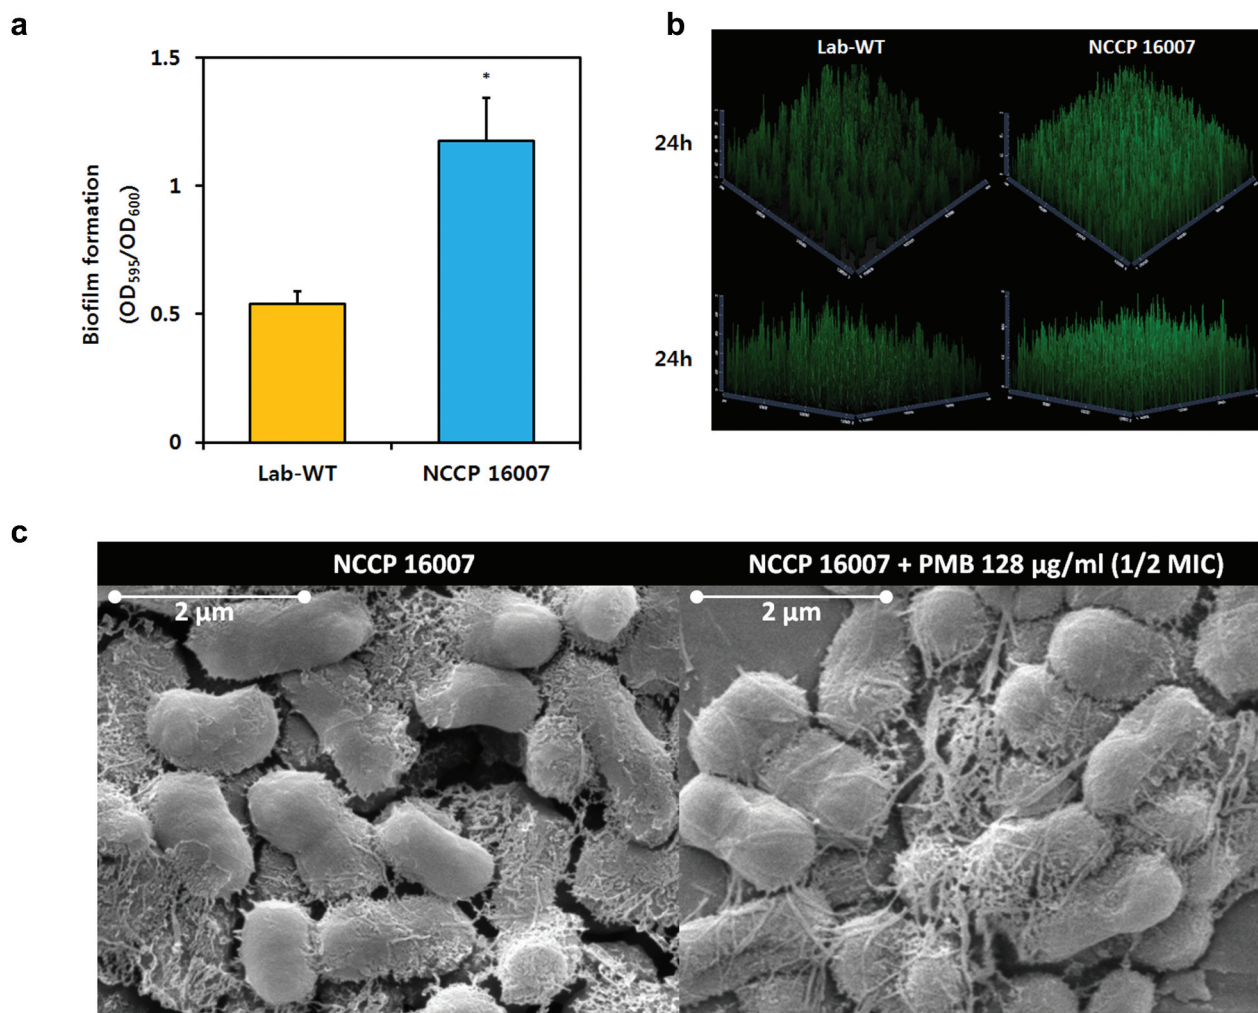 a
1.5
1
0.5
0
Biofilm formation
(OD595/OD600)
*
Lab-WT
NCCP 16007
b
Lab-WT
NCCP 16007
24h
24h
c
NCCP 16007
NCCP 16007 + PMB 128 µg/ml (1/2 MIC)
2 µm
2 µm